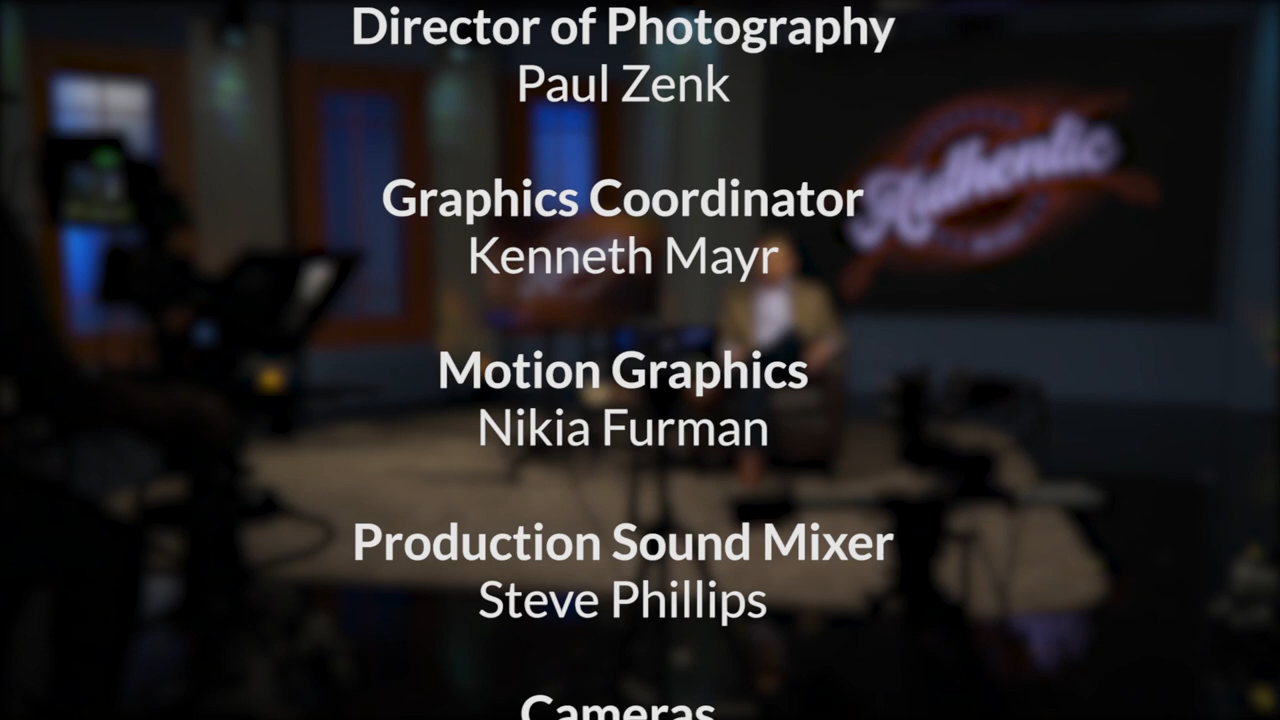 Director of Photography
Paul Zenk
Graphics Coordinator
Kenneth Mayr
Authentic
Motion Graphics
Nikia Furman
Production Sound Mixer
Steve Phillips
Cameras